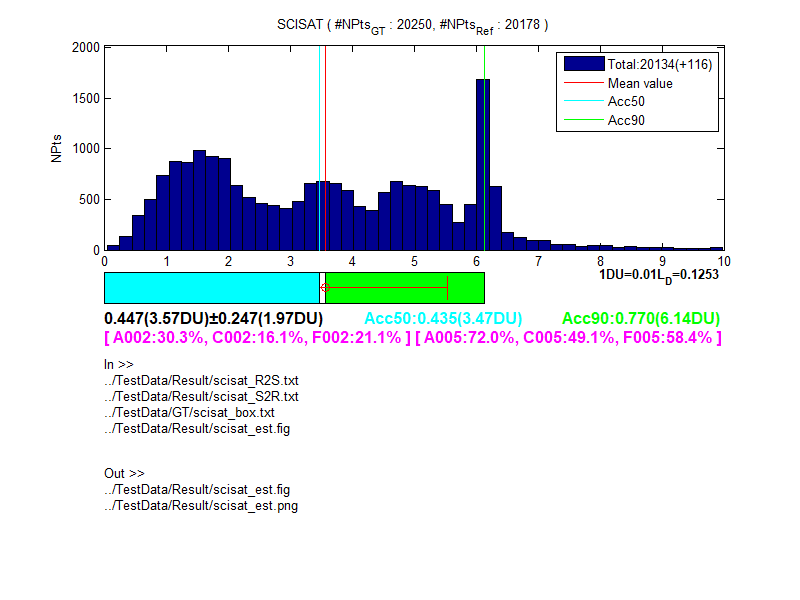 SCISAT ( #NPtsGT : 20250, #NPtsRef : 20178 )
2000
1500
1000
500
0
NPts
Total:20134(+116)
Mean value
Acc50
Acc90
0 1 2 3 4 5 6 7 8 9 10
1DU=0.01LD=0.1253
0.447(3.57DU)±0.247(1.97DU) Acc50:0.435(3.47DU) Acc90:0.770(6.14DU)
[ A002:30.3%, C002:16.1%, F002:21.1% ] [ A005:72.0%, C005:49.1%, F005:58.4% ]
In >>
../TestData/Result/scisat_R2S.txt
../TestData/Result/scisat_S2R.txt
../TestData/GT/scisat_box.txt
../TestData/Result/scisat_est.fig
Out >>
../TestData/Result/scisat_est.fig
../TestData/Result/scisat_est.png